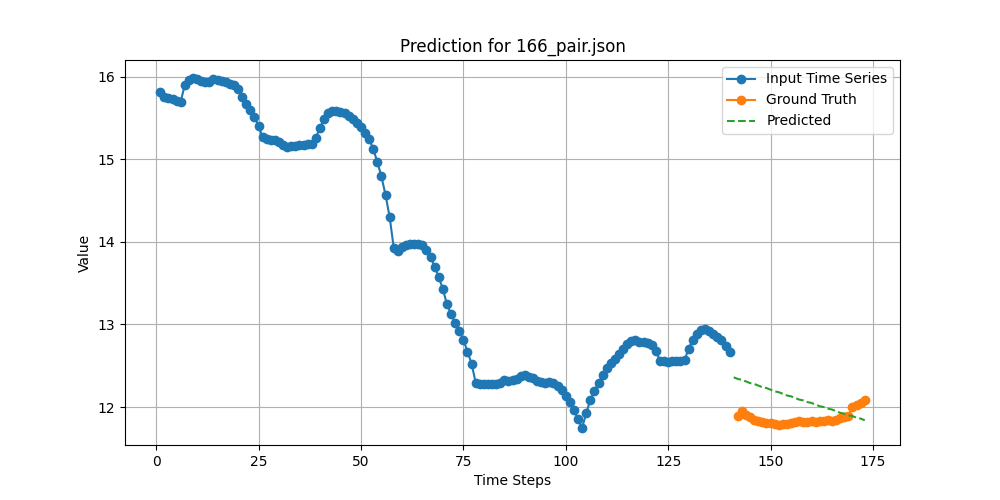 Prediction for 166_pair.json
Input Time Series
Ground Truth
Predicted
Value
16
15
14
13
12
0 25 50 75 100 125 150 175
Time Steps